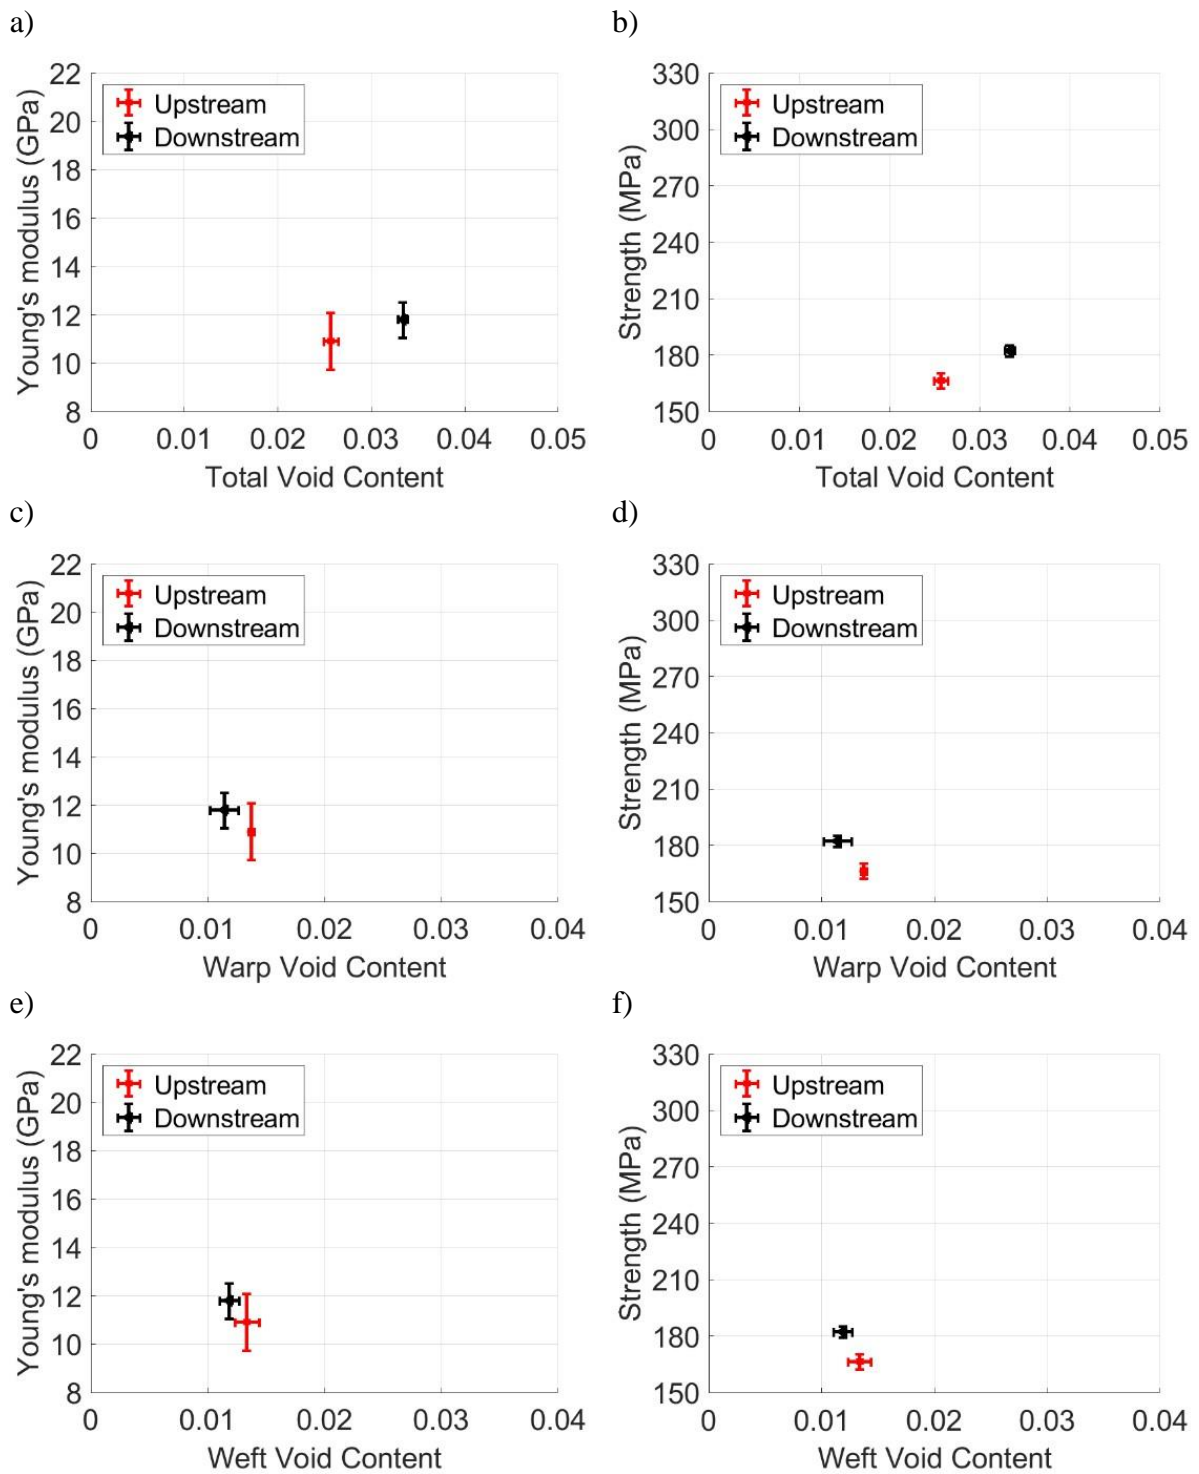 a)
22
20
18
16
14
12
10
8
Young's modulus (GPa)
Upstream
Downstream
0 0.01 0.02 0.03 0.04 0.05
Total Void Content
b)
330
300
270
240
210
180
150
Strength (MPa)
Upstream
Downstream
0 0.01 0.02 0.03 0.04 0.05
Total Void Content
c)
22
20
18
16
14
12
10
8
Young's modulus (GPa)
Upstream
Downstream
0 0.01 0.02 0.03 0.04
Warp Void Content
d)
330
300
270
240
210
180
150
Strength (MPa)
Upstream
Downstream
0 0.01 0.02 0.03 0.04
Warp Void Content
e)
22
20
18
16
14
12
10
8
Young's modulus (GPa)
Upstream
Downstream
0 0.01 0.02 0.03 0.04
Weft Void Content
f)
330
300
270
240
210
180
150
Strength (MPa)
Upstream
Downstream
0 0.01 0.02 0.03 0.04
Weft Void Content